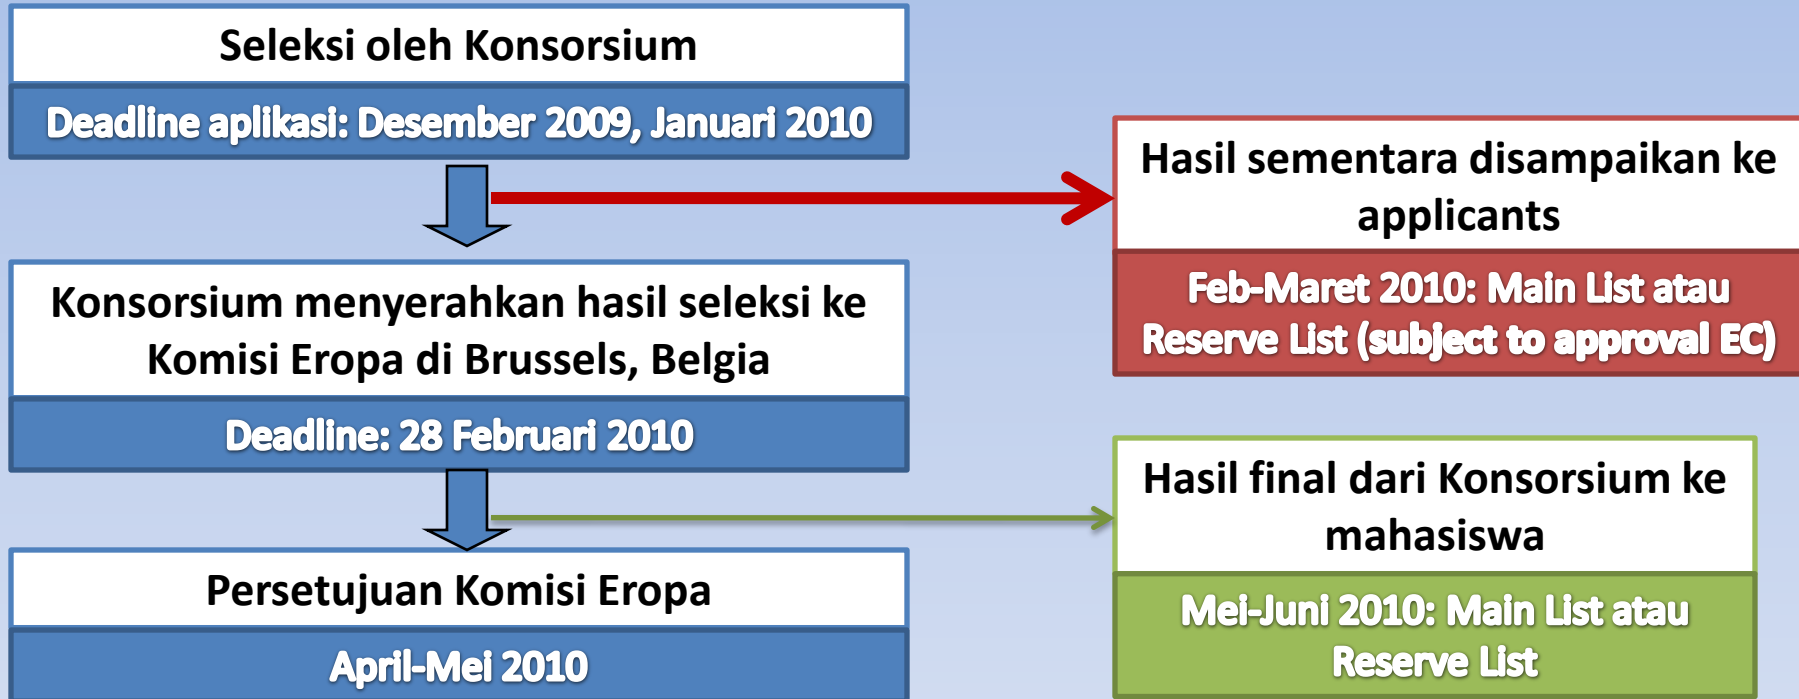 Seleksi oleh Konsorsium
Deadline aplikasi: Desember 2009, Januari 2010
Hasil sementara disampaikan ke
applicants
Feb-Maret 2010: Main List atau
Reserve List (subject to approval EC)
Konsorsium menyerahkan hasil seleksi ke
Komisi Eropa di Brussels, Belgia
Deadline: 28 Februari 2010
Hasil final dari Konsorsium ke
mahasiswa
Mei-Juni 2010: Main List atau
Reserve List
Persetujuan Komisi Eropa
April-Mei 2010